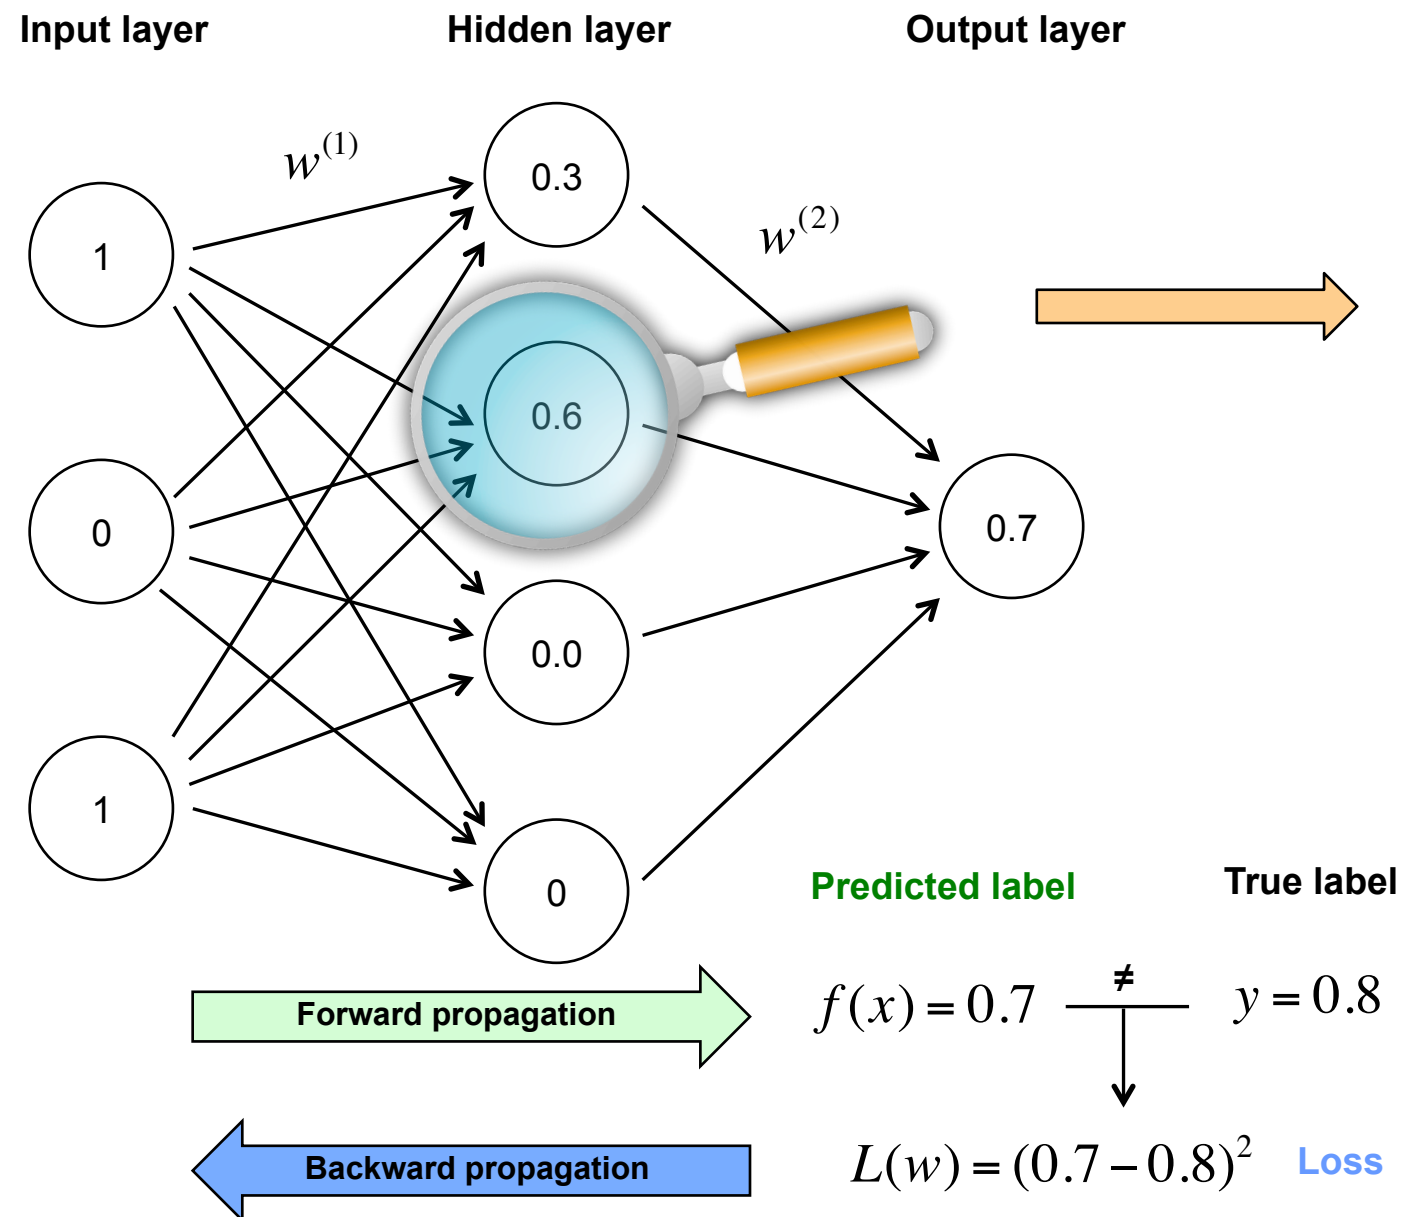 Input layer Hidden layer Output layer
w^{(1)}
0.3
w^{(2)}
1
0.6
0
0.7
0.0
1
0
Predicted label True label
Forward propagation
f(x) = 0.7 ≠ y = 0.8
Backward propagation
L(w) = (0.7 − 0.8)^2 Loss